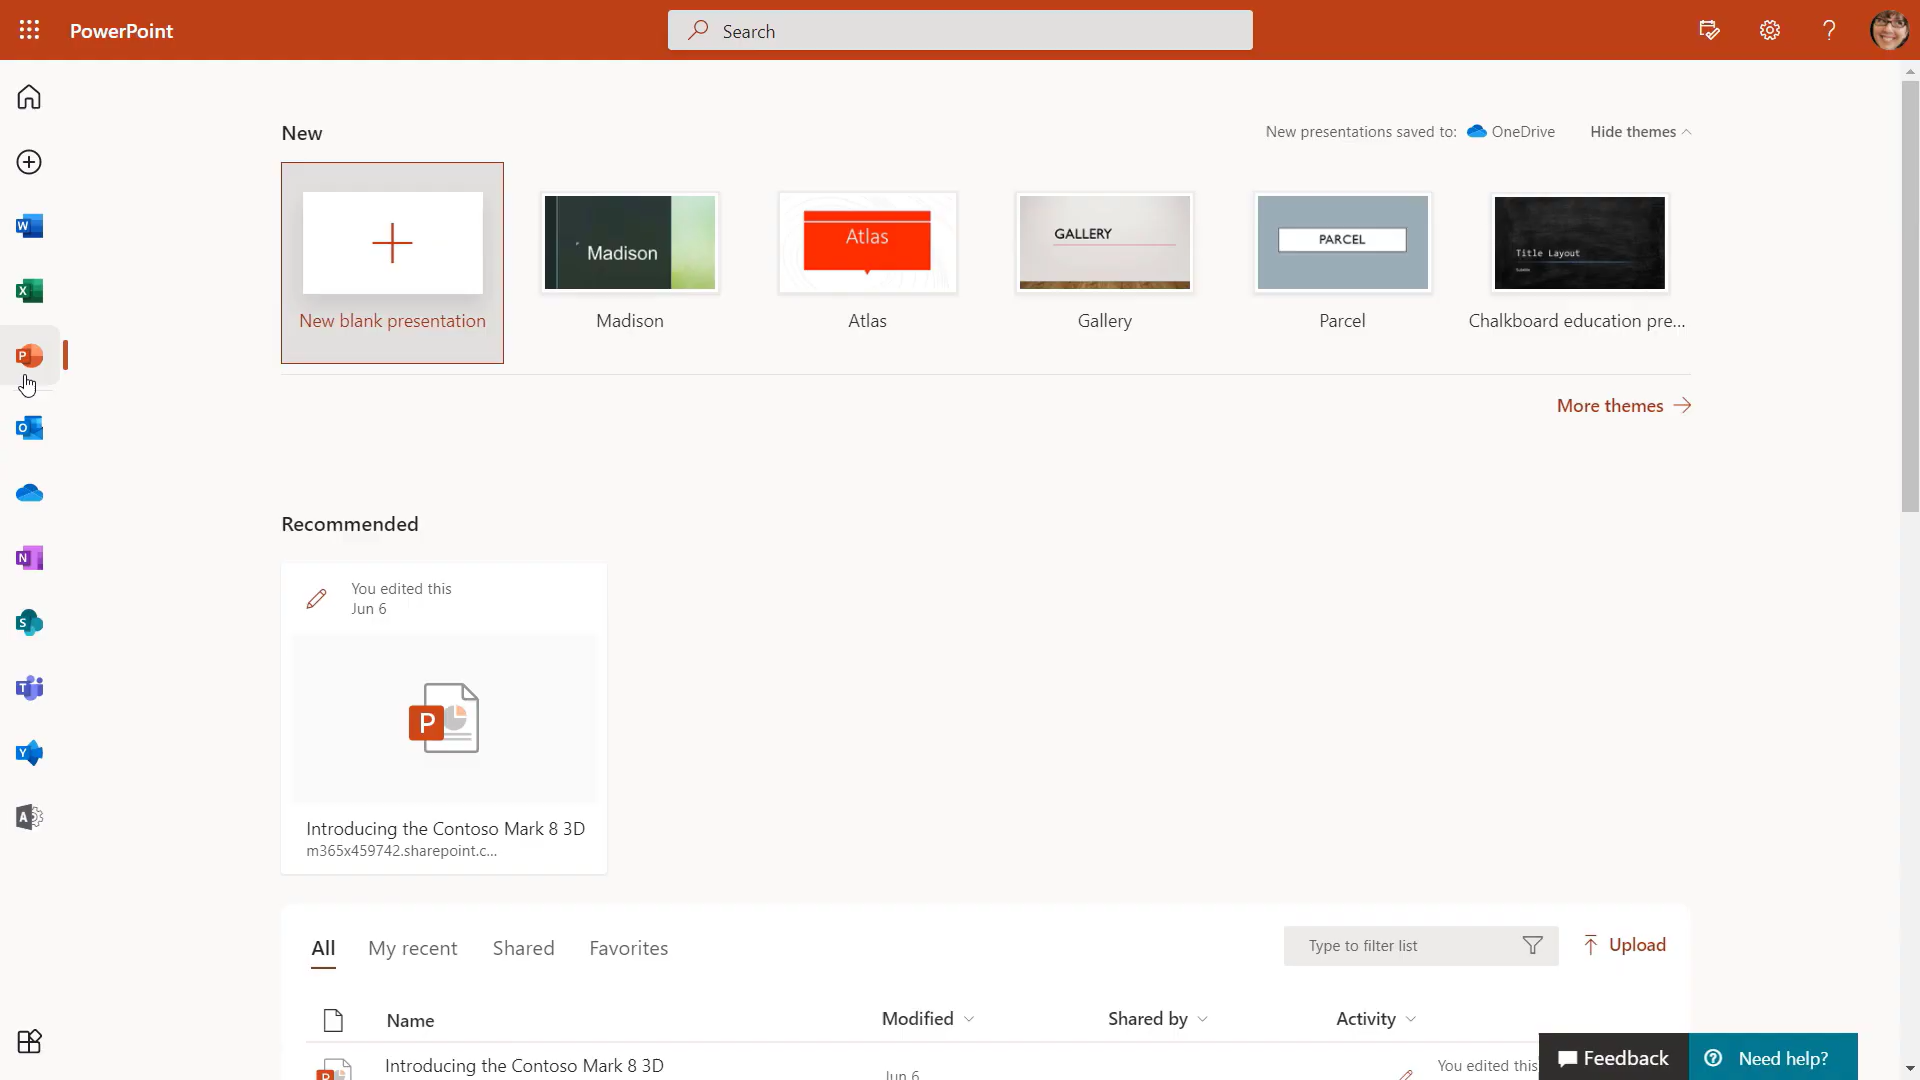 PowerPoint
Search
New
New presentations saved to: OneDrive Hide themes
Madison
Atlas
GALLERY
PARCEL
Title Layout
New blank presentation
Madison
Atlas
Gallery
Parcel
Chalkboard education pre...
More themes
Recommended
You edited this
Jun 6
P
Introducing the Contoso Mark 8 3D
m365x459742.sharepoint.c...
All My recent Shared Favorites
Type to filter list
Upload
Name Modified Shared by Activity
Introducing the Contoso Mark 8 3D
Jun 6
You edited this
Feedback
Need help?
W
X
P
O
N
S
T
Y
A